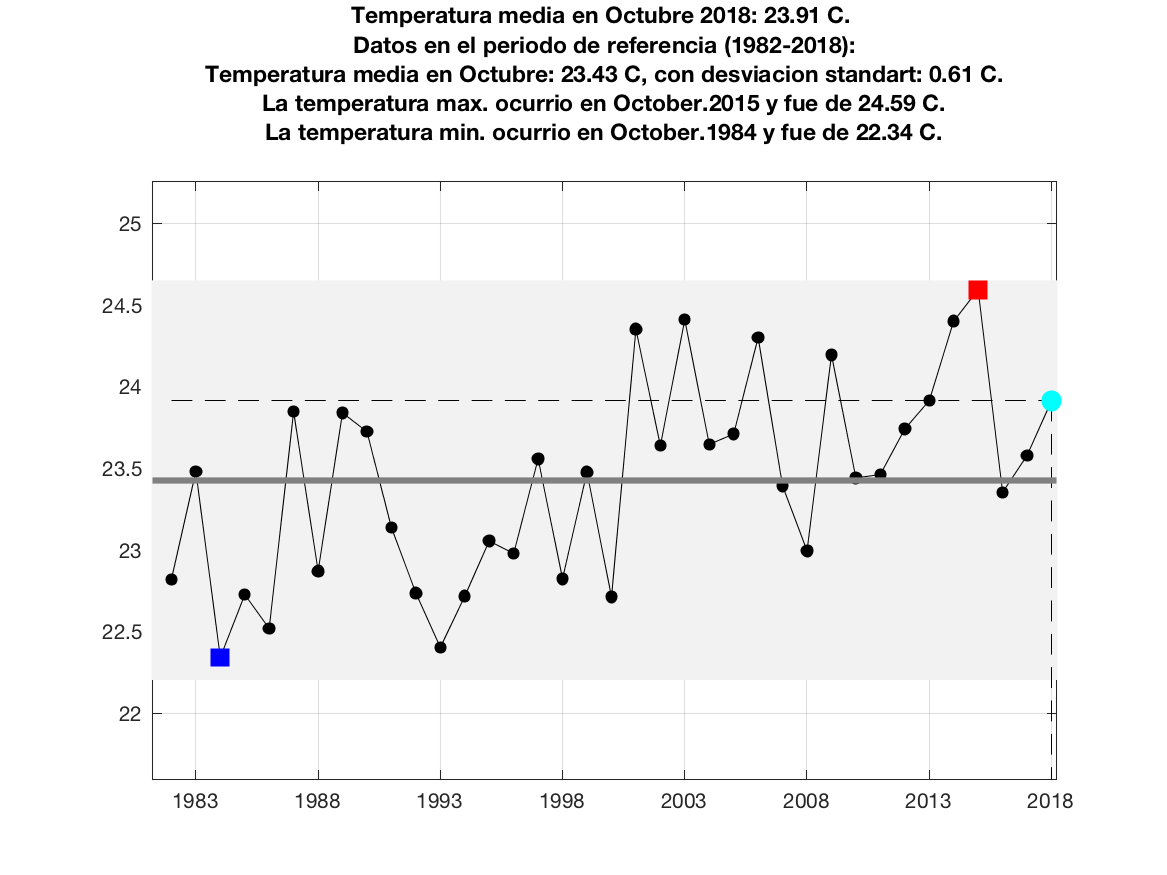 Temperatura media en Octubre 2018: 23.91 C.
Datos en el periodo de referencia (1982-2018):
Temperatura media en Octubre: 23.43 C, con desviacion standart: 0.61 C.
La temperatura max. ocurrio en October.2015 y fue de 24.59 C.
La temperatura min. ocurrio en October.1984 y fue de 22.34 C.
25
24.5
24
23.5
23
22.5
22
1983 1988 1993 1998 2003 2008 2013 2018